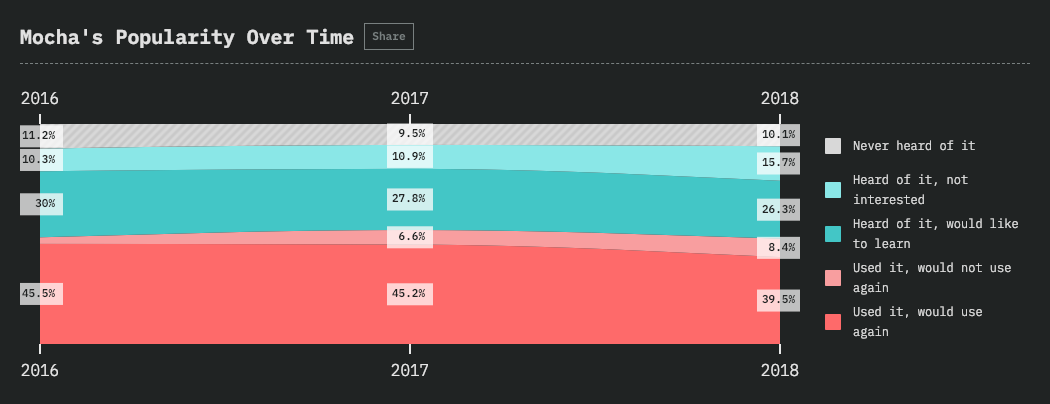 Mocha's Popularity Over Time Share
2016 2017 2018
11.2% 9.5% 10.1%
10.3% 10.9% 15.7%
30% 27.8% 26.3%
6.6% 8.4%
45.5% 45.2% 39.5%
2016 2017 2018
Never heard of it
Heard of it, not
interested
Heard of it, would like
to learn
Used it, would not use
again
Used it, would use
again